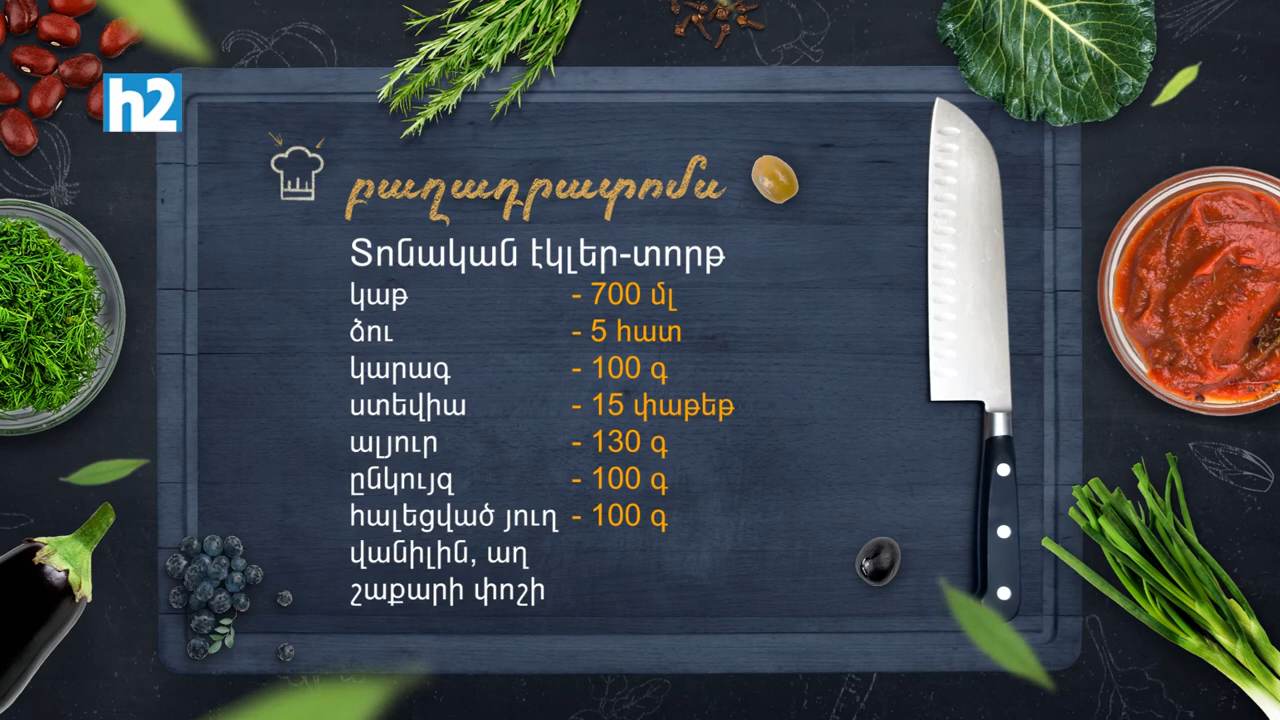 h2
բաղադրատոմս
Տոնական էկլեր-տորթ
կաթ - 700 մլ
ձու - 5 հատ
կարագ - 100 գ
ստեվիա - 15 փաթեթ
ալյուր - 130 գ
ընկույզ - 100 գ
հալեցված յուղ - 100 գ
վանիլին, աղ
շաքարի փոշի